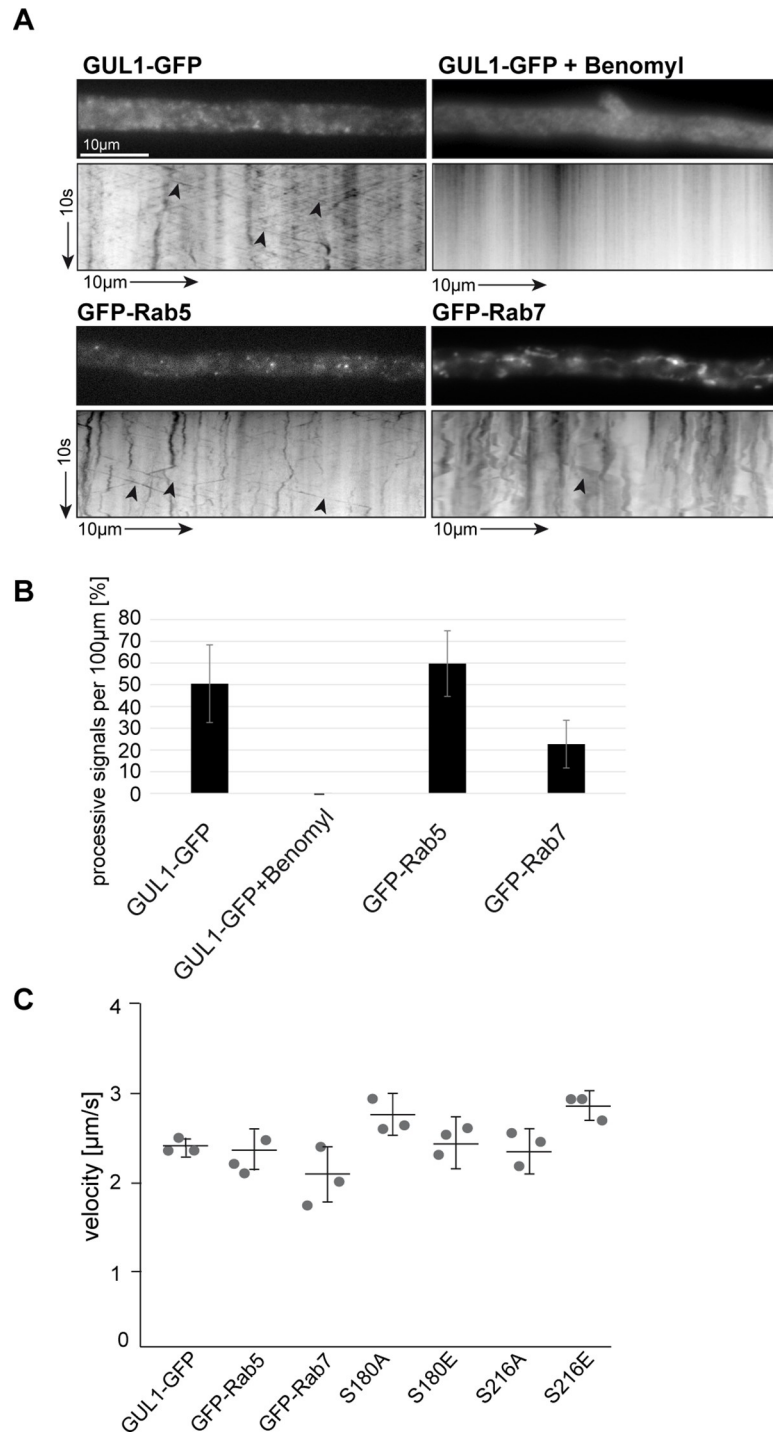 A
GUL1-GFP
GUL1-GFP + Benomyl
10µm
10s
10µm
10µm
GFP-Rab5
GFP-Rab7
10s
10µm
10µm
B
processive signals per 100µm [%]
80
70
60
50
40
30
20
10
0
GUL1-GFP
GUL1-GFP+Benomyl
GFP-Rab5
GFP-Rab7
C
velocity [µm/s]
4
3
2
1
0
GUL1-GFP
GFP-Rab5
GFP-Rab7
S180A
S180E
S216A
S216E